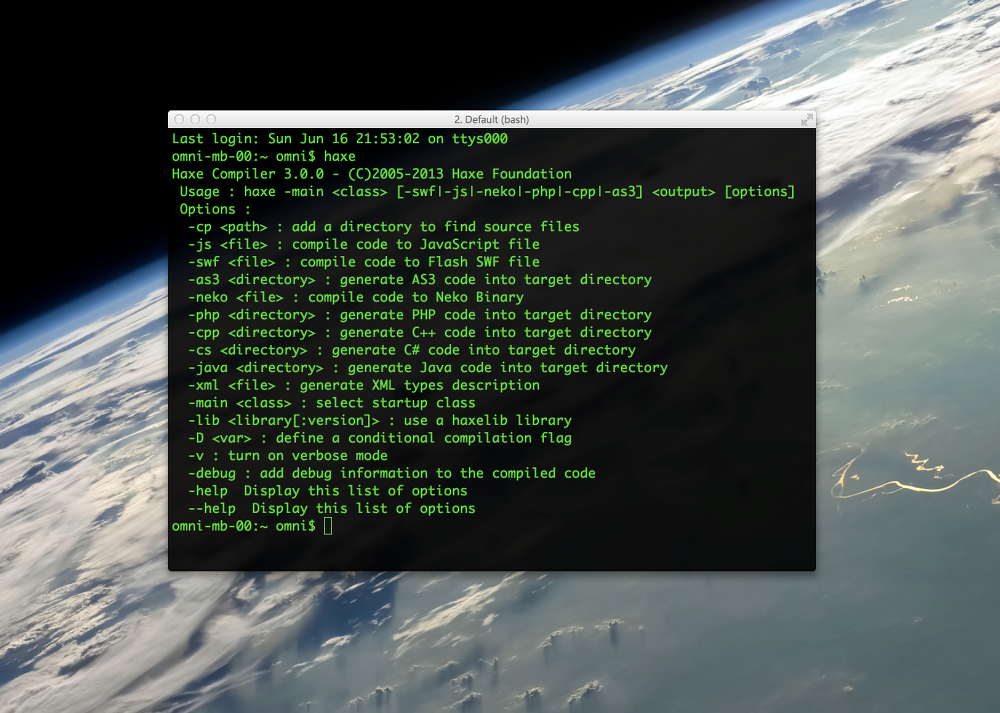 2. Default (bash)
Last login: Sun Jun 16 21:53:02 on ttys000
omni-mb-00:~ omni$ haxe
Haxe Compiler 3.0.0 - (C)2005-2013 Haxe Foundation
 Usage : haxe -main <class> [-swf|-js|-neko|-php|-cpp|-as3] <output> [options]
 Options :
  -cp <path> : add a directory to find source files
  -js <file> : compile code to JavaScript file
  -swf <file> : compile code to Flash SWF file
  -as3 <directory> : generate AS3 code into target directory
  -neko <file> : compile code to Neko Binary
  -php <directory> : generate PHP code into target directory
  -cpp <directory> : generate C++ code into target directory
  -cs <directory> : generate C# code into target directory
  -java <directory> : generate Java code into target directory
  -xml <file> : generate XML types description
  -main <class> : select startup class
  -lib <library[:version]> : use a haxelib library
  -D <var> : define a conditional compilation flag
  -v : turn on verbose mode
  -debug : add debug information to the compiled code
  -help  Display this list of options
  --help  Display this list of options
omni-mb-00:~ omni$